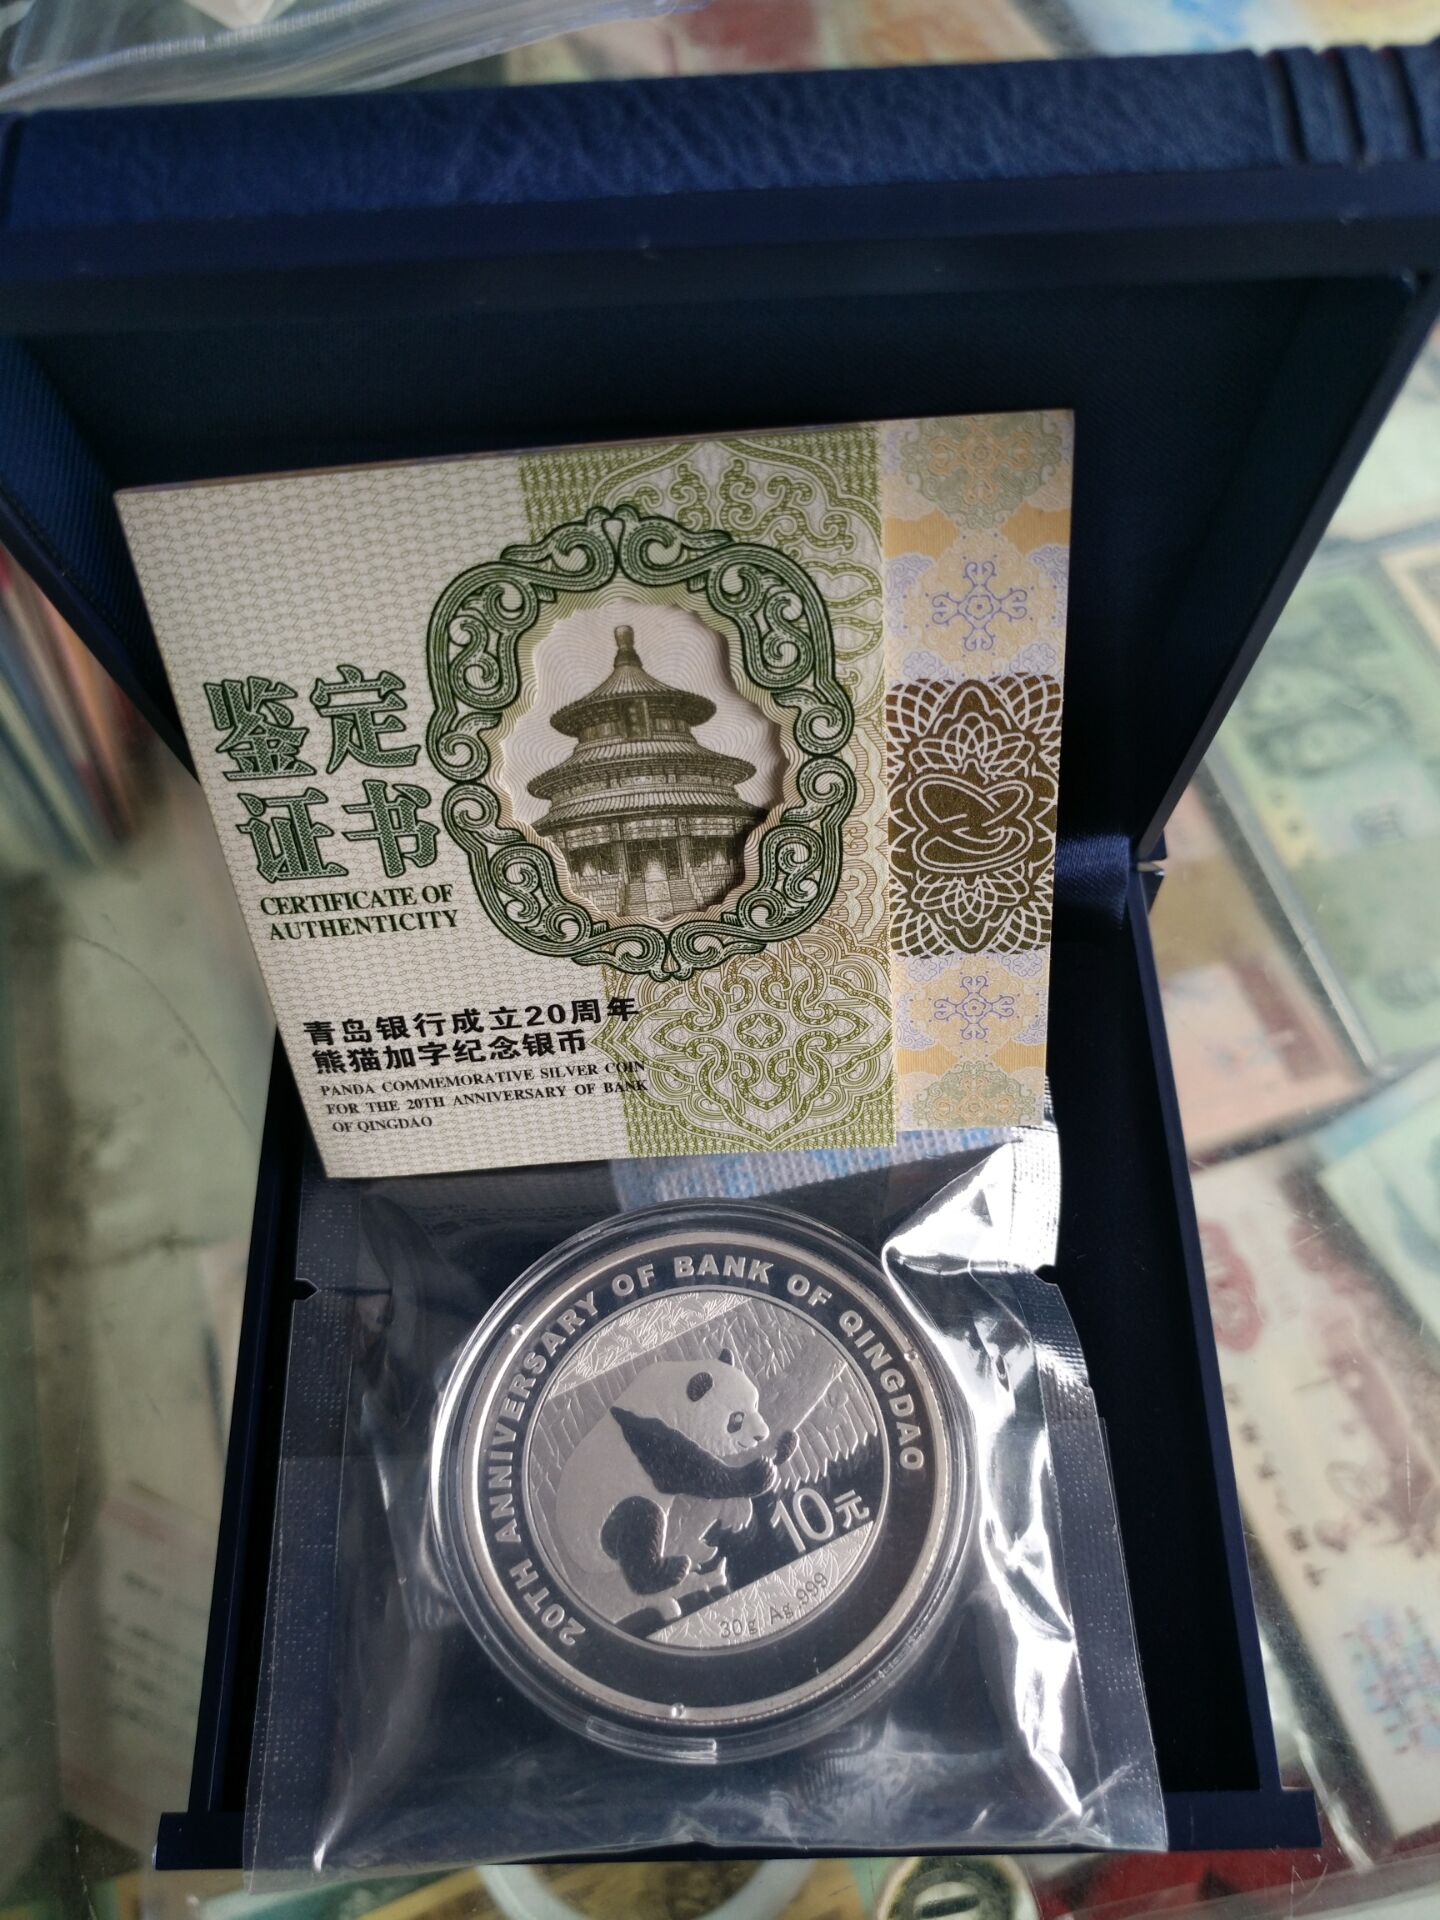 鉴定
证书
CERTIFICATE OF
AUTHENTICITY
青岛银行成立20周年
熊猫加字纪念银币
PANDA COMMEMORATIVE SILVER COIN
FOR THE 20TH ANNIVERSARY OF BANK
OF QINGDAO
20TH ANNIVERSARY OF BANK OF QINGDAO
10元
30g Ag .999